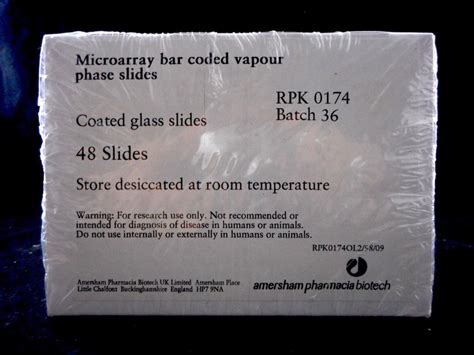 Microarray bar coded vapour
phase slides
RPK 0174
Coated glass slides
Batch 36
48 Slides
Store desiccated at room temperature
Warning: For research use only. Not recommended or
intended for diagnosis of disease in humans or animals.
Do not use internally or externally in humans or animals.
Amersham Pharmacia Biotech UK Limited Amersham Place
Little Chalfont Buckinghamshire England HP7 9NA
amersham pharmacia biotech